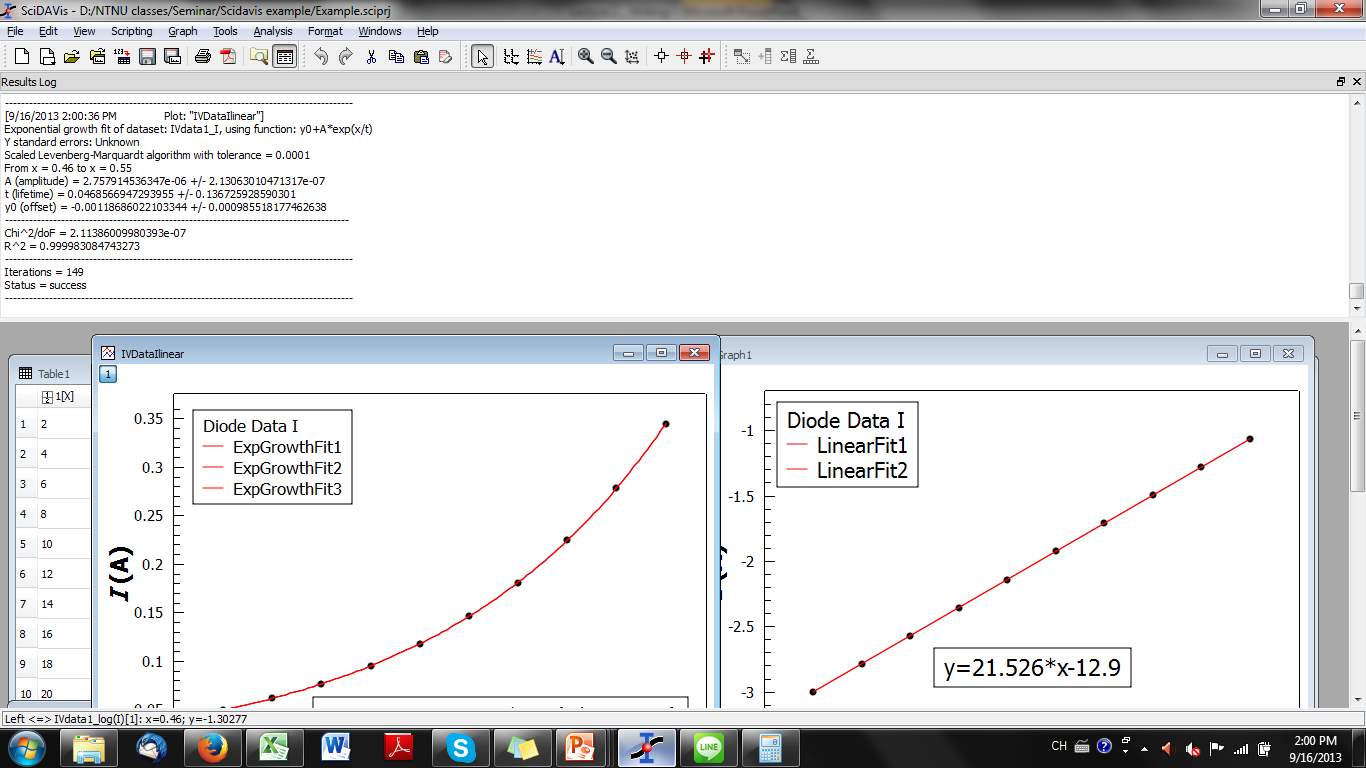 SciDAVis - D:/NTNU classes/Seminar/Scidavis example/Example.sciprj
File Edit View Scripting Graph Tools Analysis Format Windows Help
Results Log
[9/16/2013 2:00:36 PM Plot: "IVDataIlinear"]
Exponential growth fit of dataset: IVdata1_I, using function: y0+A*exp(x/t)
Y standard errors: Unknown
Scaled Levenberg-Marquardt algorithm with tolerance = 0.0001
From x = 0.46 to x = 0.55
A (amplitude) = 2.757914536347e-06 +/- 2.13063010471317e-07
t (lifetime) = 0.0468566947293955 +/- 0.136725928590301
y0 (offset) = -0.00118686022103344 +/- 0.000985518177462638
Chi^2/doF = 2.11386009980393e-07
R^2 = 0.999983084743273
Iterations = 149
Status = success
Table1
1[X]
1 2
2 4
3 6
4 8
5 10
6 12
7 14
8 16
9 18
10 20
IVDataIlinear
1
0.35
0.3
0.25
0.2
0.15
0.1
0.05
I (A)
Diode Data I
ExpGrowthFit1
ExpGrowthFit2
ExpGrowthFit3
Graph1
-1
-1.5
-2
-2.5
-3
Diode Data I
LinearFit1
LinearFit2
y=21.526*x-12.9
Left <=> IVdata1_log(I)[1]: x=0.46; y=-1.30277
CH
2:00 PM
9/16/2013
LINE